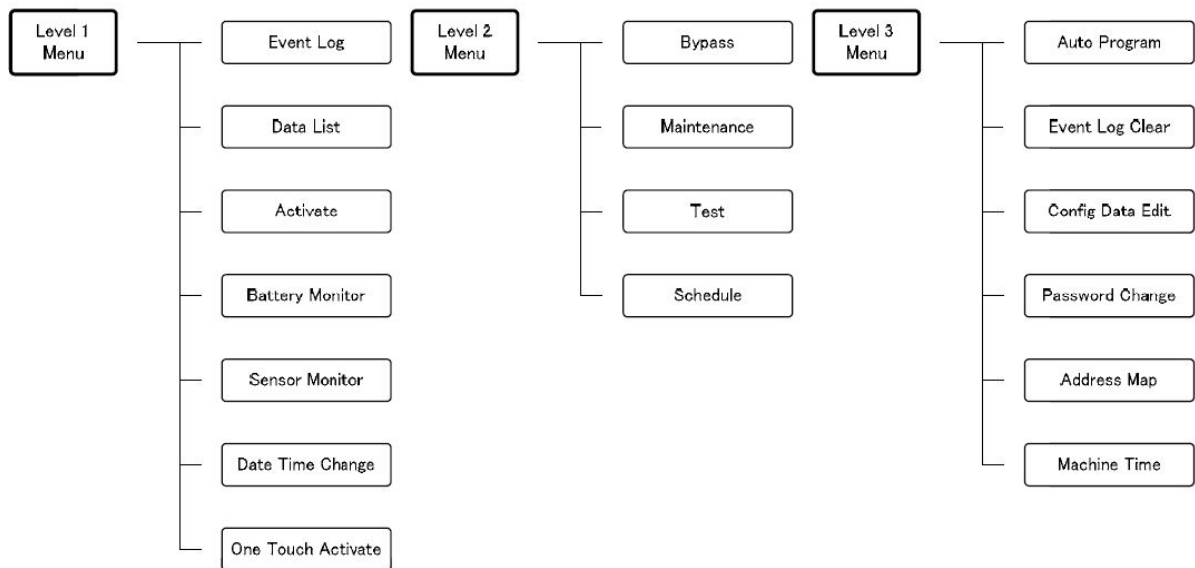 Level 1
Menu
Event Log
Data List
Activate
Battery Monitor
Sensor Monitor
Date Time Change
One Touch Activate
Level 2
Menu
Bypass
Maintenance
Test
Schedule
Level 3
Menu
Auto Program
Event Log Clear
Config Data Edit
Password Change
Address Map
Machine Time